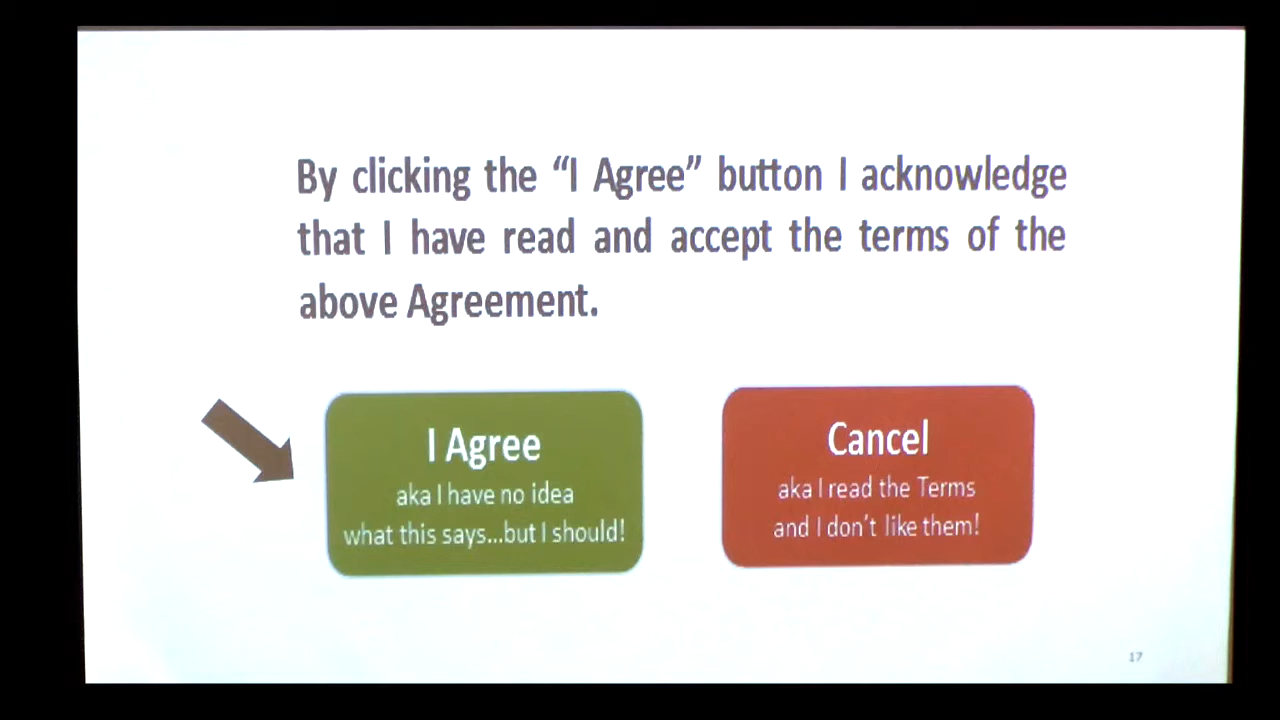 By clicking the “I Agree” button I acknowledge
that I have read and accept the terms of the
above Agreement.
I Agree
aka I have no idea
what this says...but I should!
Cancel
aka I read the Terms
and I don’t like them!
17